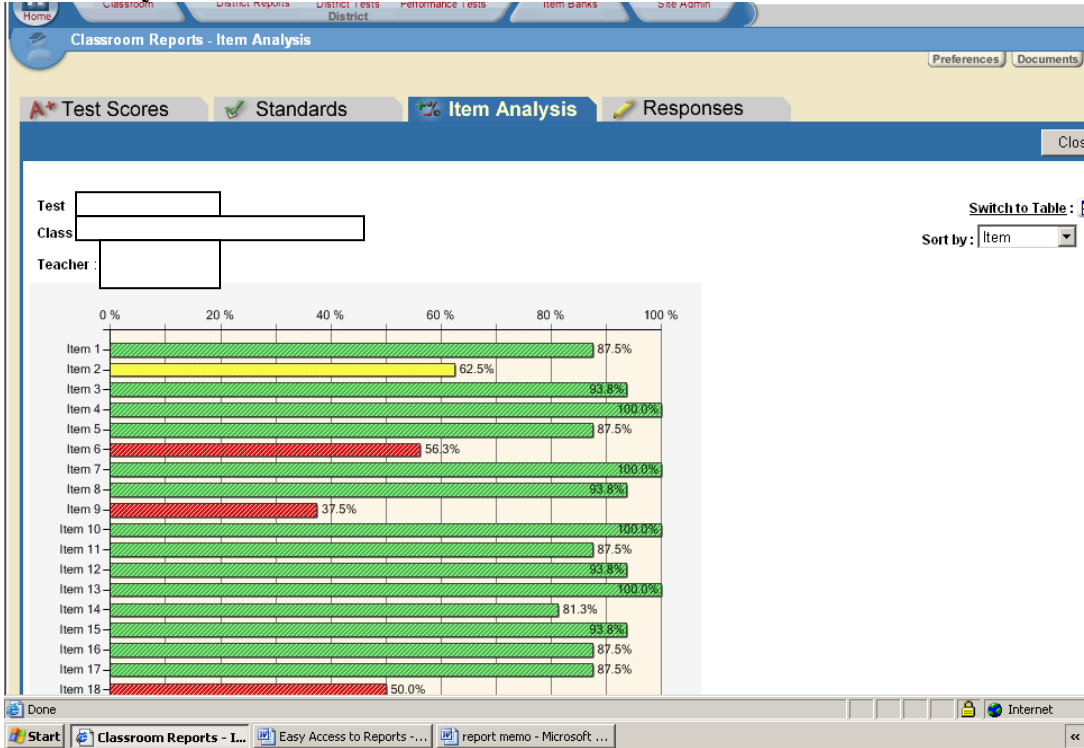 Home
Classroom
District Reports
District Tests
Performance Tests
Item Banks
Site Admin
District
Classroom Reports - Item Analysis
Preferences
Documents
A+ Test Scores
Standards
Item Analysis
Responses
Clos
Test
Switch to Table :
Class
Sort by : Item
Teacher :
0 % 20 % 40 % 60 % 80 % 100 %
Item 1 87.5%
Item 2 62.5%
Item 3 93.8%
Item 4 100.0%
Item 5 87.5%
Item 6 56.3%
Item 7 100.0%
Item 8 93.8%
Item 9 37.5%
Item 10 100.0%
Item 11 87.5%
Item 12 93.8%
Item 13 100.0%
Item 14 81.3%
Item 15 93.8%
Item 16 87.5%
Item 17 87.5%
Item 18 50.0%
Done
Internet
Start
Classroom Reports - I...
Easy Access to Reports -...
report memo - Microsoft ...
«